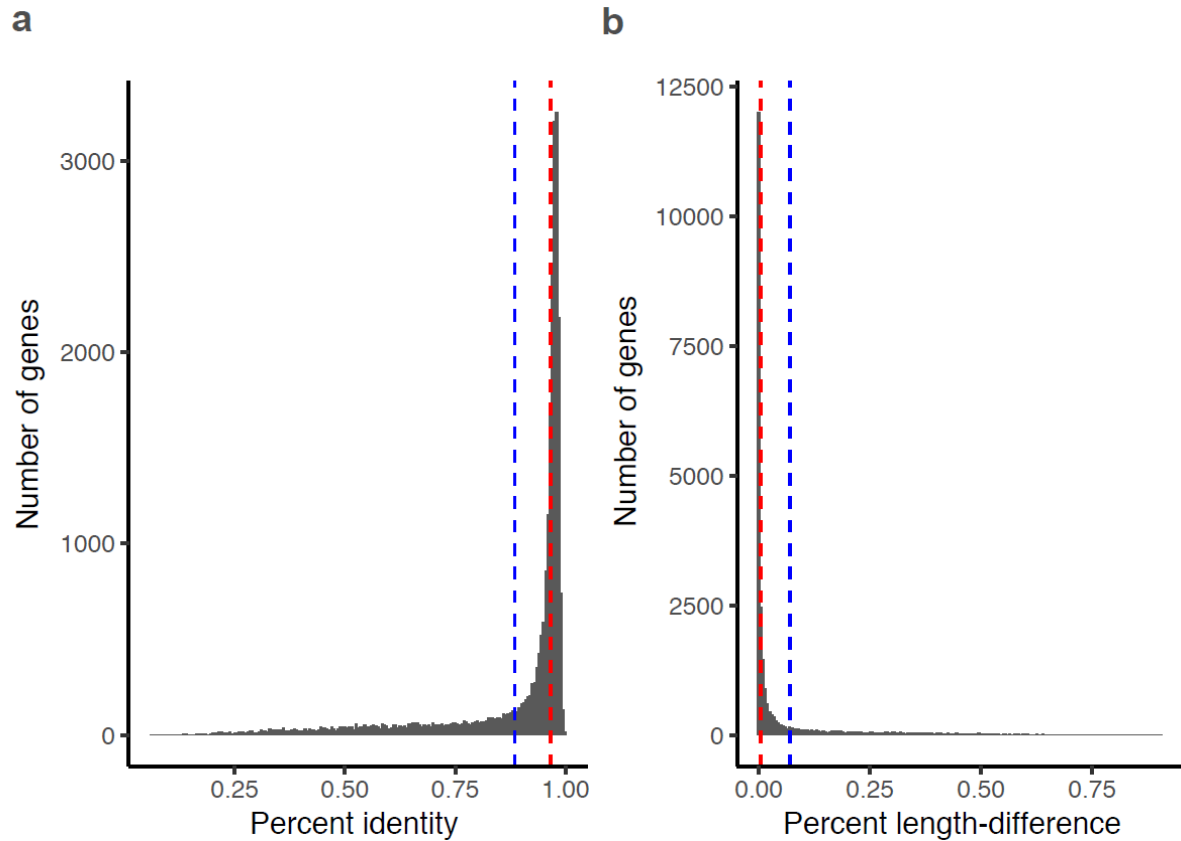 a
b
Number of genes
3000
2000
1000
0
0.25 0.50 0.75 1.00
Percent identity
Number of genes
12500
10000
7500
5000
2500
0
0.00 0.25 0.50 0.75
Percent length-difference